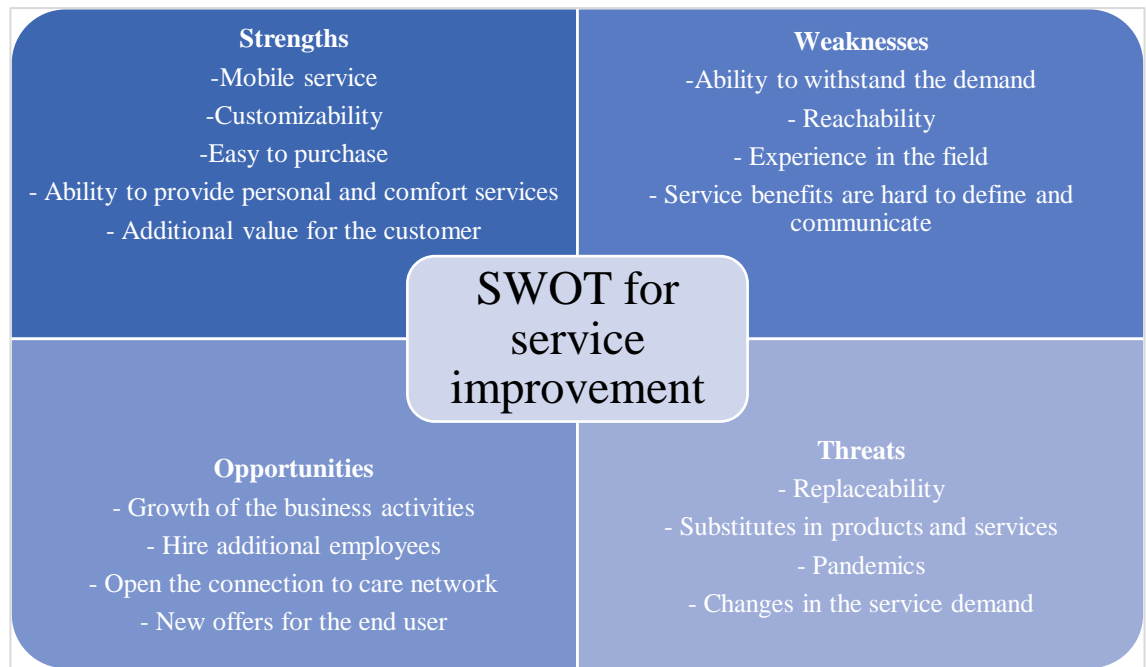 Strengths
-Mobile service
-Customizability
-Easy to purchase
- Ability to provide personal and comfort services
- Additional value for the customer
Weaknesses
-Ability to withstand the demand
- Reachability
- Experience in the field
- Service benefits are hard to define and
communicate
SWOT for
service
improvement
Opportunities
- Growth of the business activities
- Hire additional employees
- Open the connection to care network
- New offers for the end user
Threats
- Replaceability
- Substitutes in products and services
- Pandemics
- Changes in the service demand